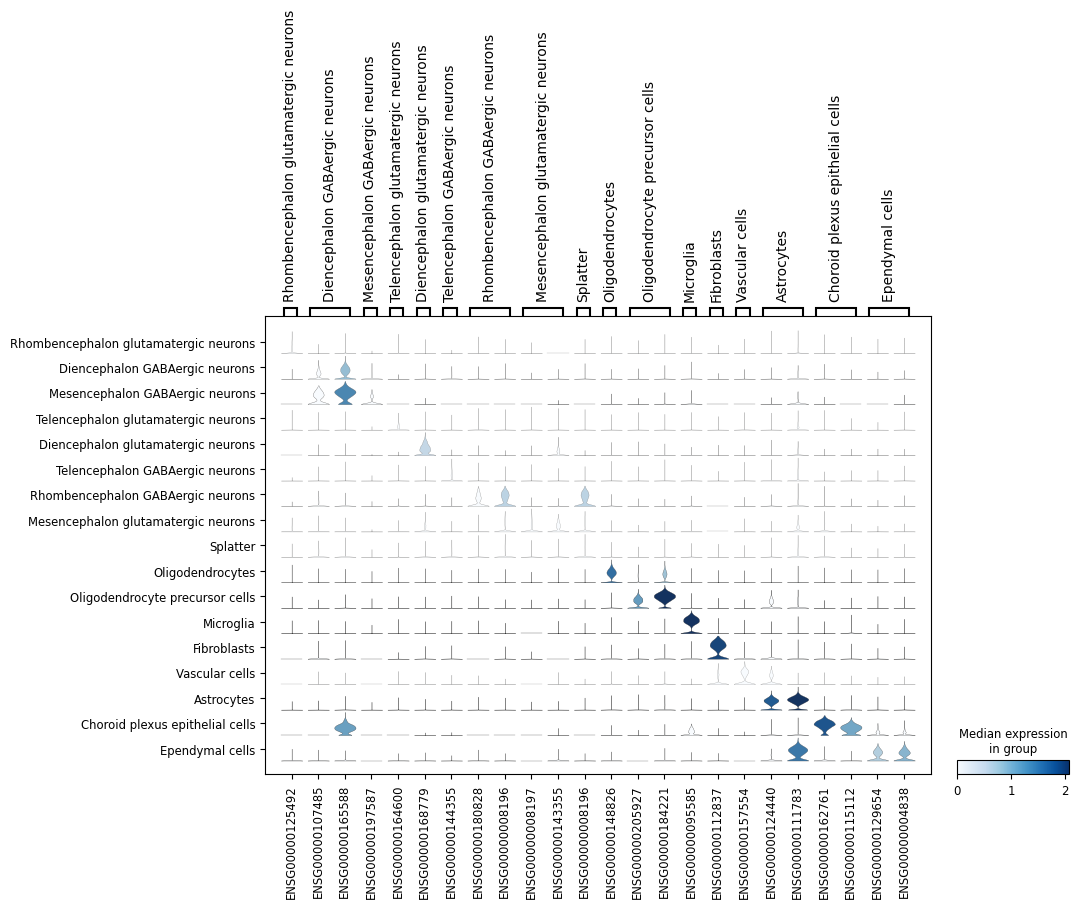 Rhombencephalon glutamatergic neurons
Diencephalon GABAergic neurons
Mesencephalon GABAergic neurons
Telencephalon glutamatergic neurons
Diencephalon glutamatergic neurons
Telencephalon GABAergic neurons
Rhombencephalon GABAergic neurons
Mesencephalon glutamatergic neurons
Splatter
Oligodendrocytes
Oligodendrocyte precursor cells
Microglia
Fibroblasts
Vascular cells
Astrocytes
Choroid plexus epithelial cells
Ependymal cells
Rhombencephalon glutamatergic neurons
Diencephalon GABAergic neurons
Mesencephalon GABAergic neurons
Telencephalon glutamatergic neurons
Diencephalon glutamatergic neurons
Telencephalon GABAergic neurons
Rhombencephalon GABAergic neurons
Mesencephalon glutamatergic neurons
Splatter
Oligodendrocytes
Oligodendrocyte precursor cells
Microglia
Fibroblasts
Vascular cells
Astrocytes
Choroid plexus epithelial cells
Ependymal cells
ENSG00000125492
ENSG00000107485
ENSG00000165588
ENSG00000197587
ENSG00000164600
ENSG00000168779
ENSG00000144355
ENSG00000180828
ENSG00000008196
ENSG00000008197
ENSG00000143355
ENSG00000008196
ENSG00000148826
ENSG00000205927
ENSG00000184221
ENSG00000095585
ENSG00000112837
ENSG00000157554
ENSG00000124440
ENSG00000111783
ENSG00000162761
ENSG00000115112
ENSG00000129654
ENSG00000004838
Median expression
in group
0 1 2